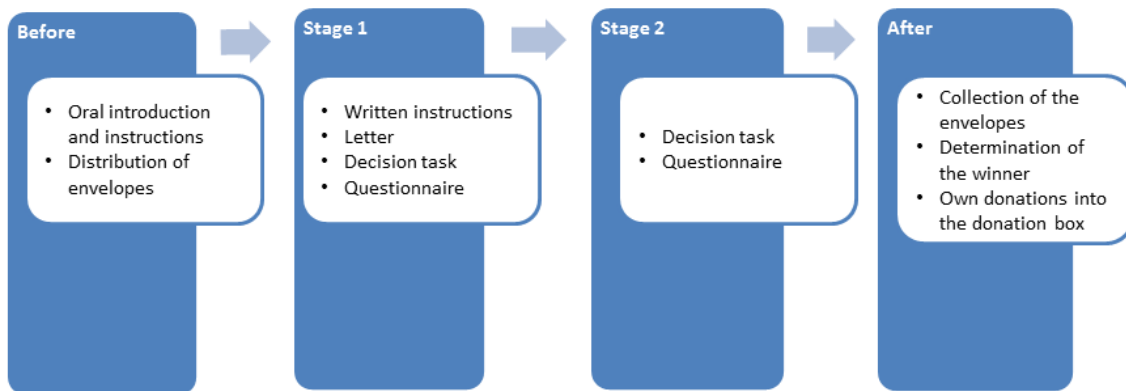 Before
• Oral introduction
and instructions
• Distribution of
envelopes
Stage 1
• Written instructions
• Letter
• Decision task
• Questionnaire
Stage 2
• Decision task
• Questionnaire
After
• Collection of the
envelopes
• Determination of
the winner
• Own donations into
the donation box